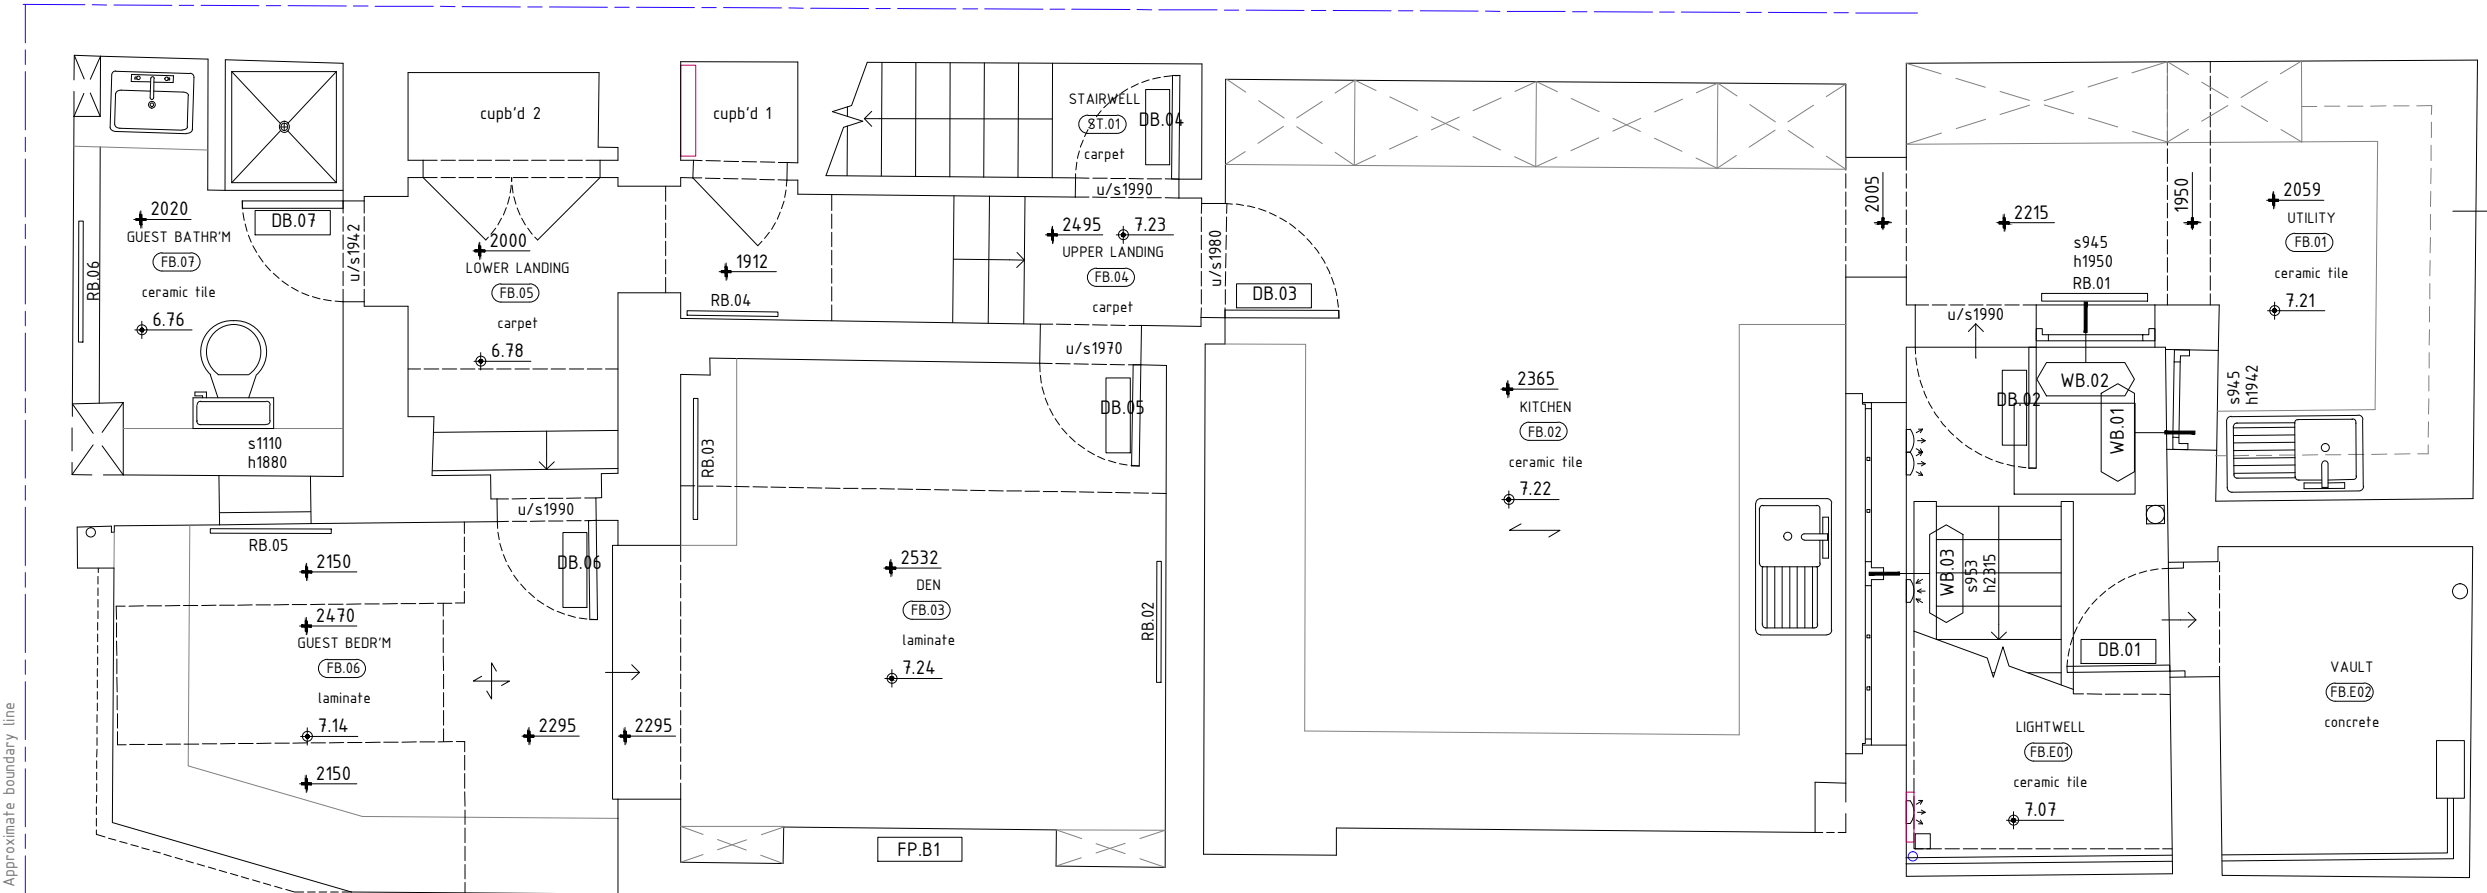 cupb'd 2
cupb'd 1
STAIRWELL
ST.01
carpet
DB.04
u/s1990
2020
GUEST BATHR'M
FB.07
ceramic tile
6.76
RB.06
DB.07
u/s1942
s1110
h1880
2000
LOWER LANDING
FB.05
carpet
6.78
1912
RB.04
2495
7.23
UPPER LANDING
FB.04
carpet
u/s1980
DB.03
u/s1970
DB.05
RB.03
2365
KITCHEN
FB.02
ceramic tile
7.22
2005
2215
s945
h1950
RB.01
1950
2059
UTILITY
FB.01
ceramic tile
7.21
u/s1990
WB.02
DB.02
WB.01
s945
h1942
u/s1990
DB.06
RB.05
2150
2470
GUEST BEDR'M
FB.06
laminate
7.14
2150
2295
2295
2532
DEN
FB.03
laminate
7.24
RB.02
FP.B1
WB.03
s953
h2315
DB.01
LIGHTWELL
FB.E01
ceramic tile
7.07
VAULT
FB.E02
concrete
Approximate boundary line